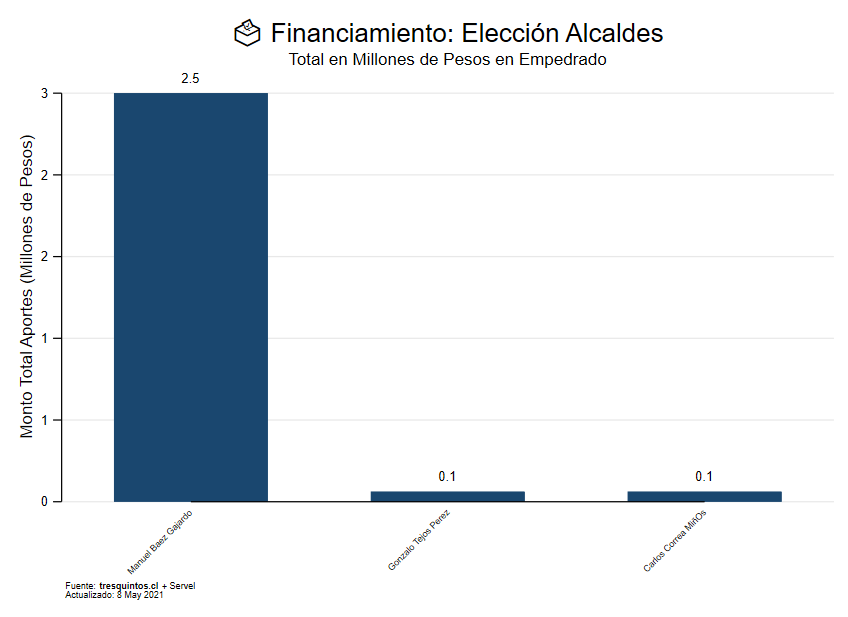 Financiamiento: Elección Alcaldes
Total en Millones de Pesos en Empedrado
Monto Total Aportes (Millones de Pesos)
3
2
2
1
1
0
2.5
0.1
0.1
Manuel Baez Gajardo
Gonzalo Tejos Perez
Carlos Correa MiñOs
Fuente: tresquintos.cl + Servel
Actualizado: 8 May 2021